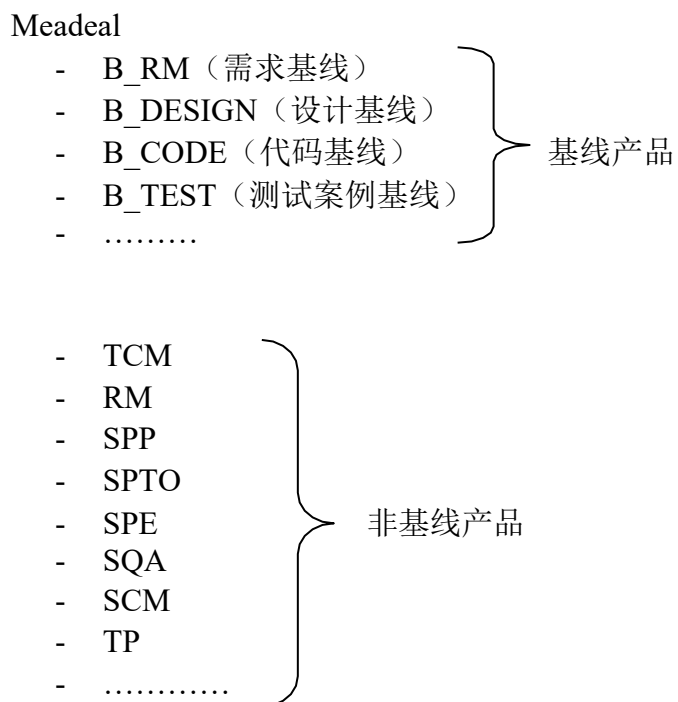 Meadeal
- B_RM（需求基线）
- B_DESIGN（设计基线）
- B_CODE（代码基线）
- B_TEST（测试案例基线）
- ………
基线产品
- TCM
- RM
- SPP
- SPTO
- SPE
- SQA
- SCM
- TP
- …………
非基线产品